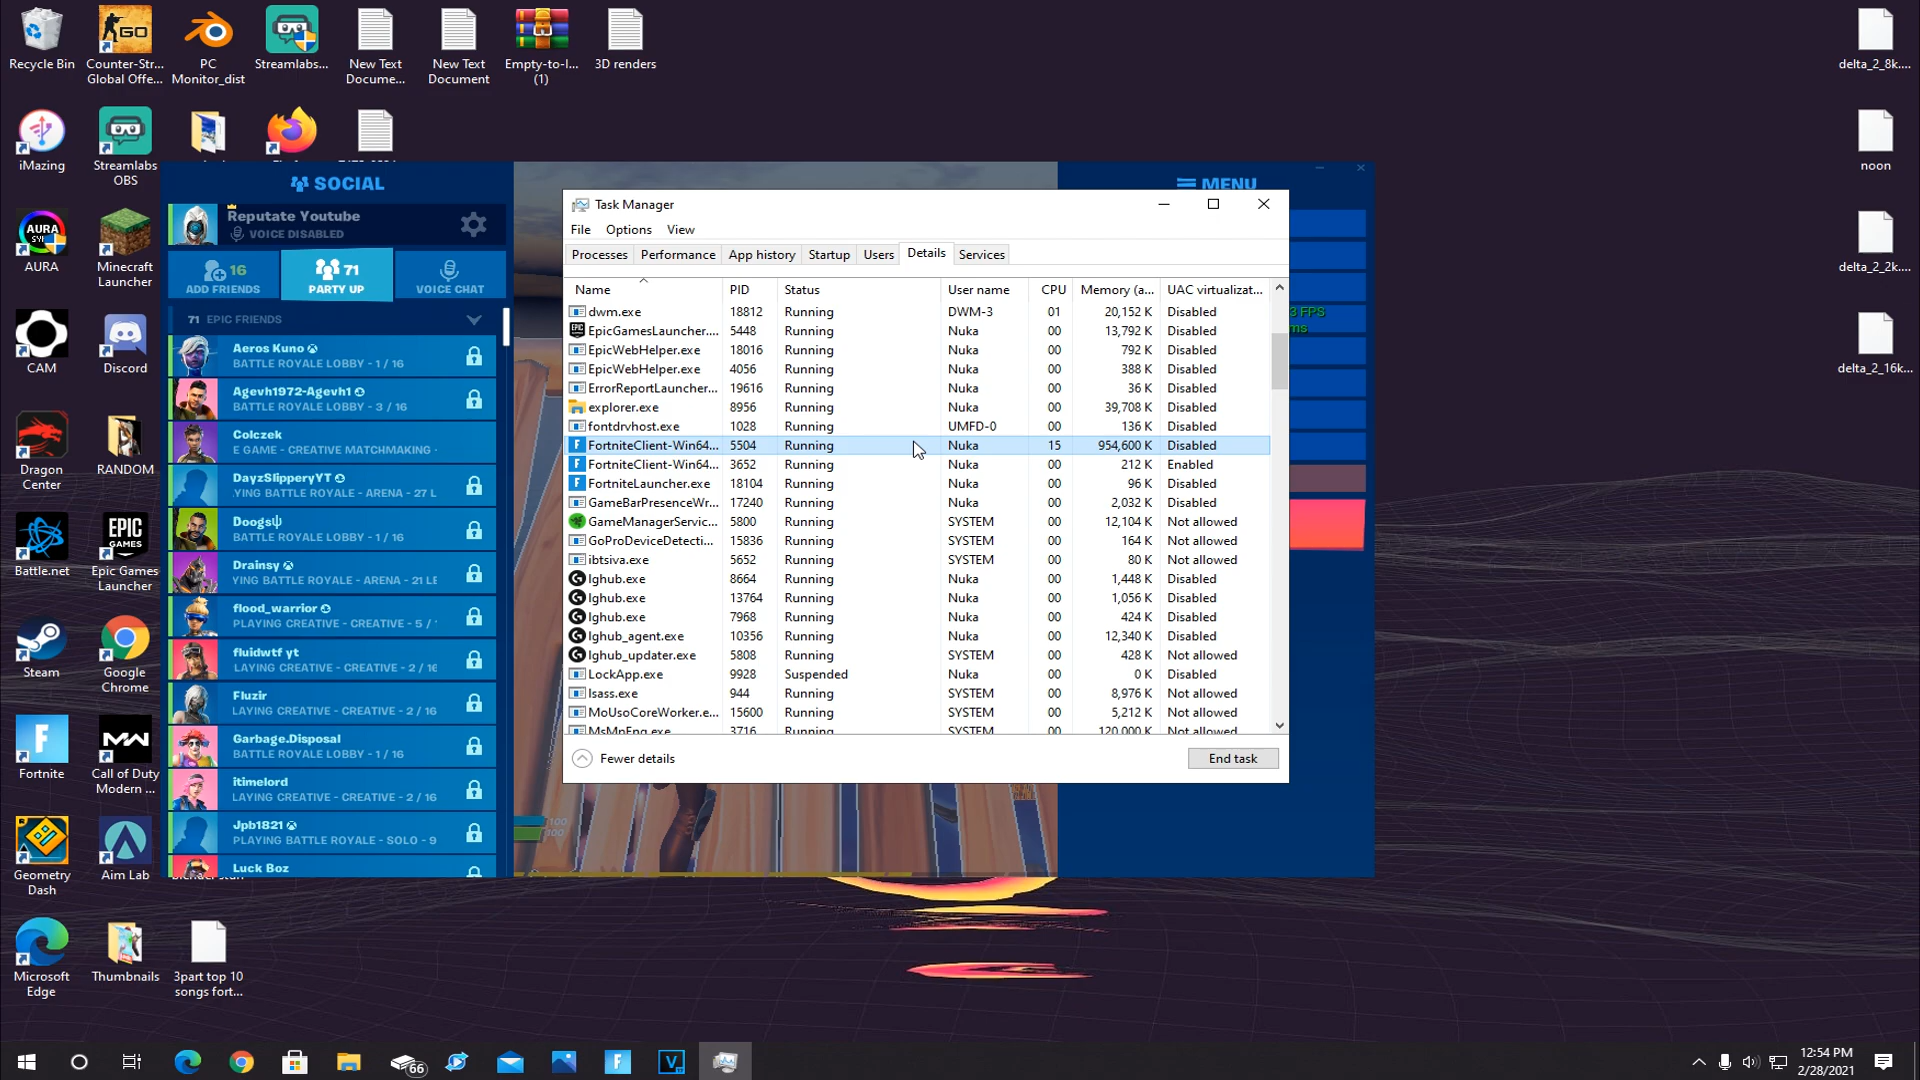 Recycle Bin
Counter-Str...
Global Offe...
PC
Monitor_dist
Streamlabs...
New Text
Docume...
New Text
Document
Empty-to-l...
(1)
3D renders
delta_2_8k....
iMazing
Streamlabs
OBS
noon
AURA
Minecraft
Launcher
delta_2_2k....
CAM
Discord
delta_2_16k...
Dragon
Center
RANDOM
Battle.net
Epic Games
Launcher
Steam
Google
Chrome
Fortnite
Call of Duty
Modern ...
Geometry
Dash
Aim Lab
Microsoft
Edge
Thumbnails
3part top 10
songs fort...
SOCIAL
Reputate Youtube
VOICE DISABLED
16
ADD FRIENDS
71
PARTY UP
VOICE CHAT
71 EPIC FRIENDS
Aeros Kuno
BATTLE ROYALE LOBBY - 1 / 16
Agevh1972-Agevh1
BATTLE ROYALE LOBBY - 3 / 16
Colczek
E GAME - CREATIVE MATCHMAKING -
DayzSlipperyYT
.YING BATTLE ROYALE - ARENA - 27 L
Doogsψ
BATTLE ROYALE LOBBY - 1 / 16
Drainsy
YING BATTLE ROYALE - ARENA - 21 LE
flood_warrior
PLAYING CREATIVE - CREATIVE - 5 / '
fluidwtf yt
LAYING CREATIVE - CREATIVE - 2 / 16
Fluzir
LAYING CREATIVE - CREATIVE - 2 / 16
Garbage.Disposal
BATTLE ROYALE LOBBY - 1 / 16
itimelord
LAYING CREATIVE - CREATIVE - 2 / 16
Jpb1821
PLAYING BATTLE ROYALE - SOLO - 9
Luck Boz
MENU
3 FPS
ms
100
100
Task Manager
File Options View
Processes Performance App history Startup Users Details Services
Name PID Status User name CPU Memory (a... UAC virtualizat...
dwm.exe 18812 Running DWM-3 01 20,152 K Disabled
EpicGamesLauncher.... 5448 Running Nuka 00 13,792 K Disabled
EpicWebHelper.exe 18016 Running Nuka 00 792 K Disabled
EpicWebHelper.exe 4056 Running Nuka 00 388 K Disabled
ErrorReportLauncher... 19616 Running Nuka 00 36 K Disabled
explorer.exe 8956 Running Nuka 00 39,708 K Disabled
fontdrvhost.exe 1028 Running UMFD-0 00 136 K Disabled
FortniteClient-Win64... 5504 Running Nuka 15 954,600 K Disabled
FortniteClient-Win64... 3652 Running Nuka 00 212 K Enabled
FortniteLauncher.exe 18104 Running Nuka 00 96 K Disabled
GameBarPresenceWr... 17240 Running Nuka 00 2,032 K Disabled
GameManagerServic... 5800 Running SYSTEM 00 12,104 K Not allowed
GoProDeviceDetecti... 15836 Running SYSTEM 00 164 K Not allowed
ibtsiva.exe 5652 Running SYSTEM 00 80 K Not allowed
lghub.exe 8664 Running Nuka 00 1,448 K Disabled
lghub.exe 13764 Running Nuka 00 1,056 K Disabled
lghub.exe 7968 Running Nuka 00 424 K Disabled
lghub_agent.exe 10356 Running Nuka 00 12,340 K Disabled
lghub_updater.exe 5808 Running SYSTEM 00 428 K Not allowed
LockApp.exe 9928 Suspended Nuka 00 0 K Disabled
lsass.exe 944 Running SYSTEM 00 8,976 K Not allowed
MoUsoCoreWorker.e... 15600 Running SYSTEM 00 5,212 K Not allowed
MsMpEng.exe 3716 Running SYSTEM 00 120,000 K Not allowed
Fewer details
End task
66
12:54 PM
2/28/2021